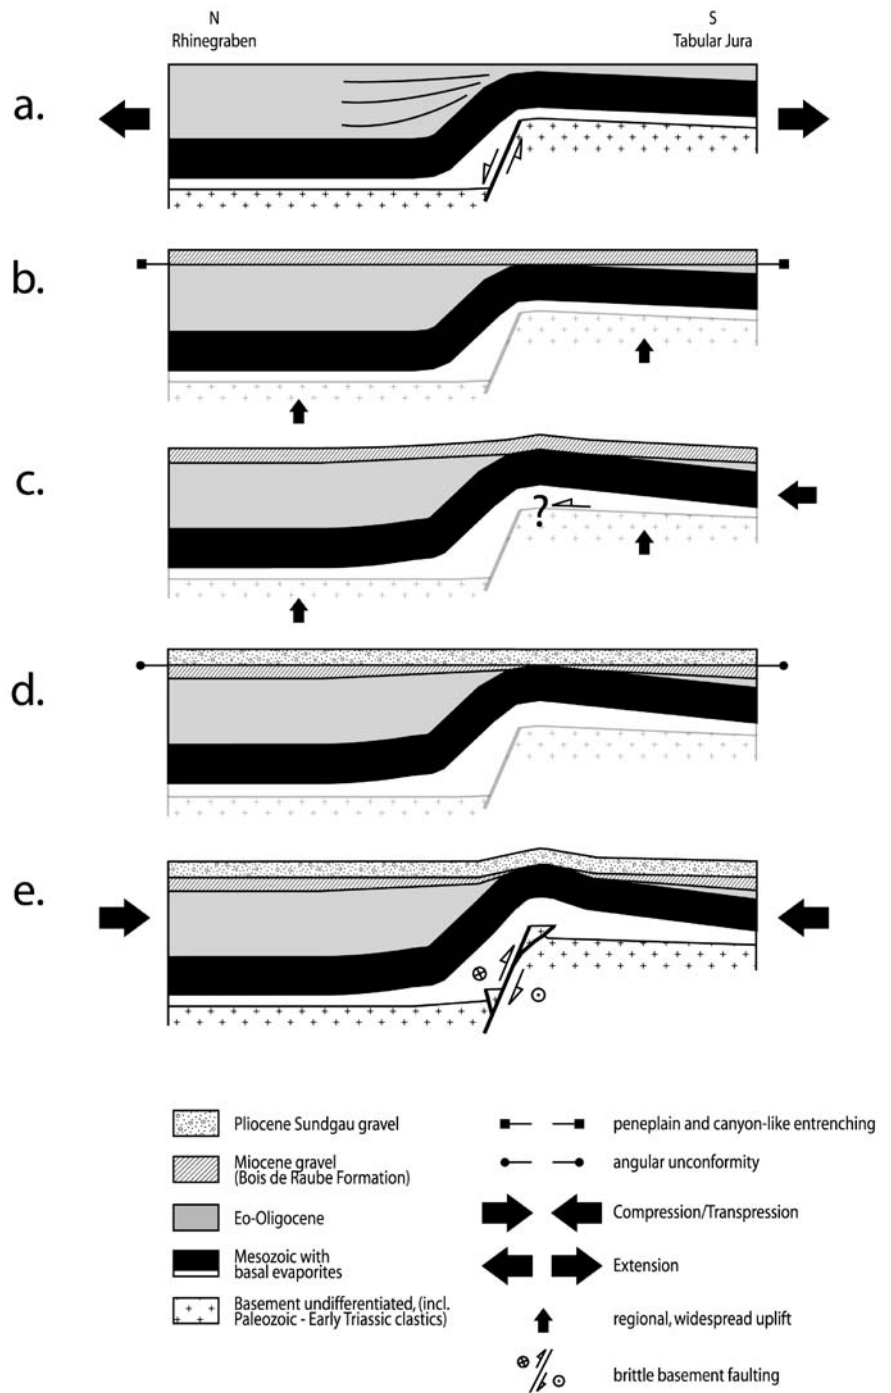 N
Rhinegraben
S
Tabular Jura
a.
b.
c.
?
d.
e.
Pliocene Sundgau gravel
Miocene gravel
(Bois de Raube Formation)
Eo-Oligocene
Mesozoic with
basal evaporites
Basement undifferentiated, (incl.
Paleozoic - Early Triassic clastics)
peneplain and canyon-like entrenching
angular unconformity
Compression/Transpression
Extension
regional, widespread uplift
brittle basement faulting